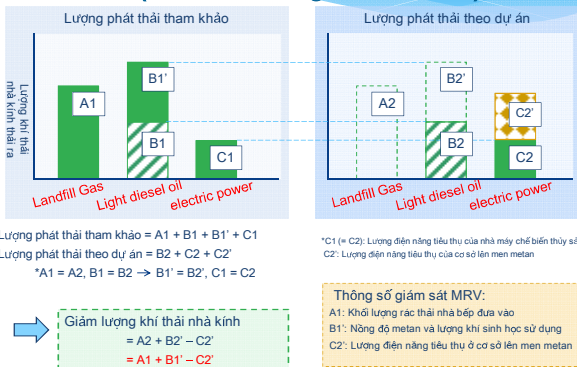 Lượng phát thải tham khảo
Lượng phát thải theo dự án
Lượng khí thải
nhà kính thải ra
A1
B1’
B1
C1
Landfill Gas
Light diesel oil
electric power
A2
B2’
B2
C2’
C2
Landfill Gas
Light diesel oil
electric power
Lượng phát thải tham khảo = A1 + B1 + B1’ + C1
Lượng phát thải theo dự án = B2 + C2 + C2’
*A1 = A2, B1 = B2 → B1’ = B2’, C1 = C2
*C1 (= C2): Lượng điện năng tiêu thụ của nhà máy chế biến thủy sả
C2’: Lượng điện năng tiêu thụ của cơ sở lên men metan
Giảm lượng khí thải nhà kính
= A2 + B2’ – C2’
= A1 + B1’ – C2’
Thông số giám sát MRV:
A1: Khối lượng rác thải nhà bếp đưa vào
B1’: Nồng độ metan và lượng khí sinh học sử dụng
C2’: Lượng điện năng tiêu thụ ở cơ sở lên men metan